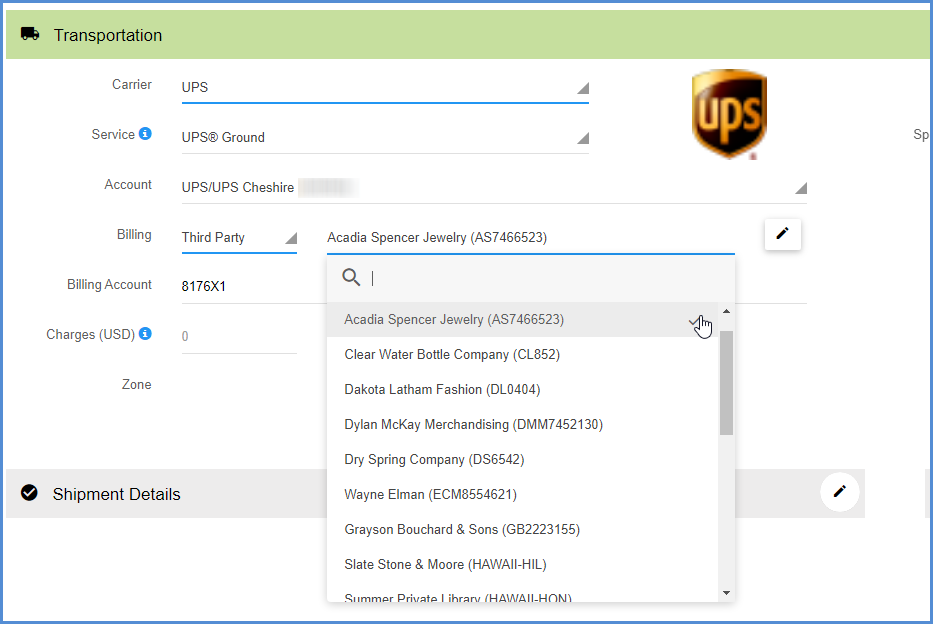 Transportation
Carrier UPS
ups
Service UPS® Ground
Sp
Account UPS/UPS Cheshire
Billing Third Party Acadia Spencer Jewelry (AS7466523)
Billing Account 8176X1
Charges (USD) 0
Zone
Acadia Spencer Jewelry (AS7466523)
Clear Water Bottle Company (CL852)
Dakota Latham Fashion (DL0404)
Dylan McKay Merchandising (DMM7452130)
Dry Spring Company (DS6542)
Wayne Elman (ECM8554621)
Grayson Bouchard & Sons (GB2223155)
Slate Stone & Moore (HAWAII-HIL)
Summer Private Library (HAWAII-HON)
Shipment Details